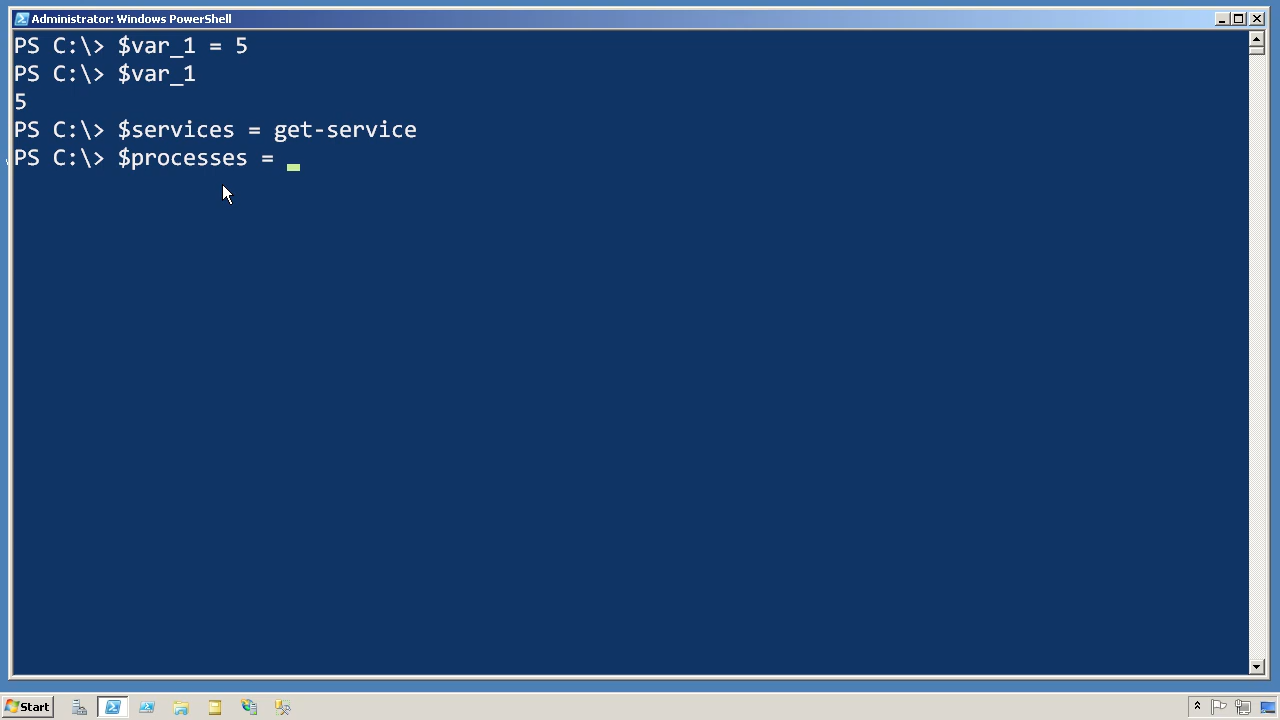 Administrator: Windows PowerShell
PS C:\> $var_1 = 5
PS C:\> $var_1
5
PS C:\> $services = get-service
PS C:\> $processes =
Start